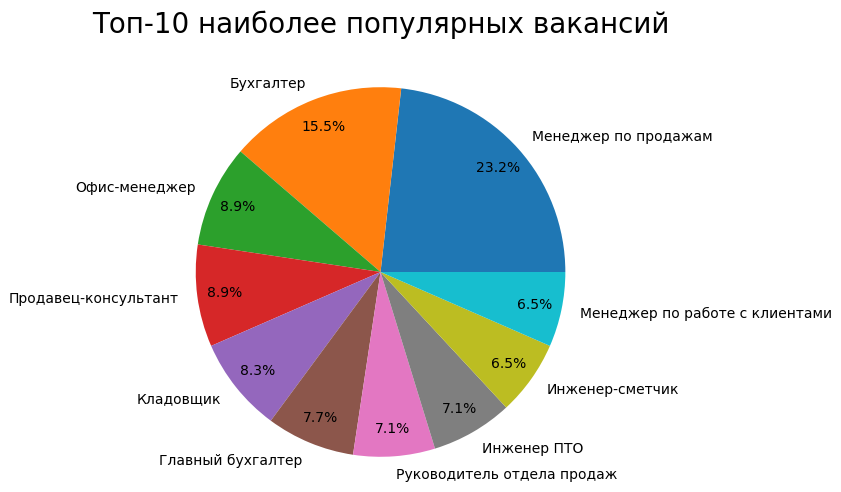 Топ-10 наиболее популярных вакансий
Бухгалтер
15.5%
Менеджер по продажам
23.2%
Офис-менеджер
8.9%
Продавец-консультант
8.9%
Кладовщик
8.3%
Главный бухгалтер
7.7%
Руководитель отдела продаж
7.1%
Инженер ПТО
7.1%
Инженер-сметчик
6.5%
Менеджер по работе с клиентами
6.5%